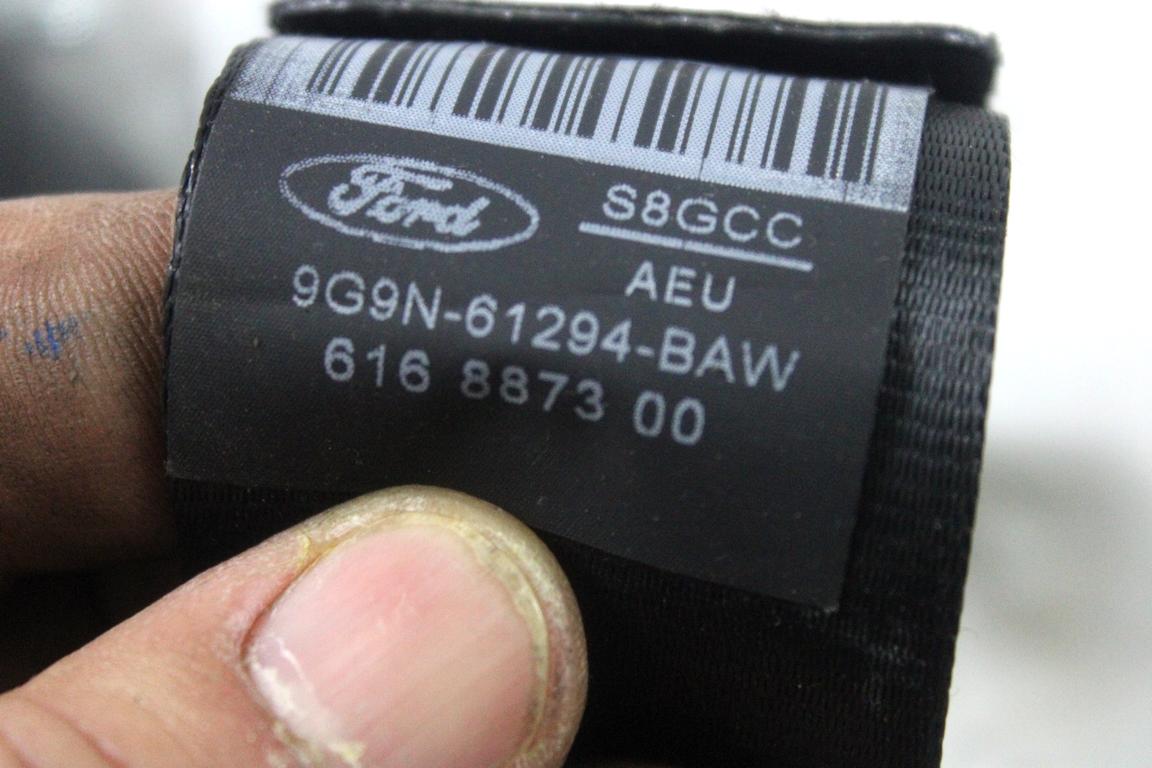 Ford
S8GCC
AEU
9G9N-61294-BAW
616 8873 00